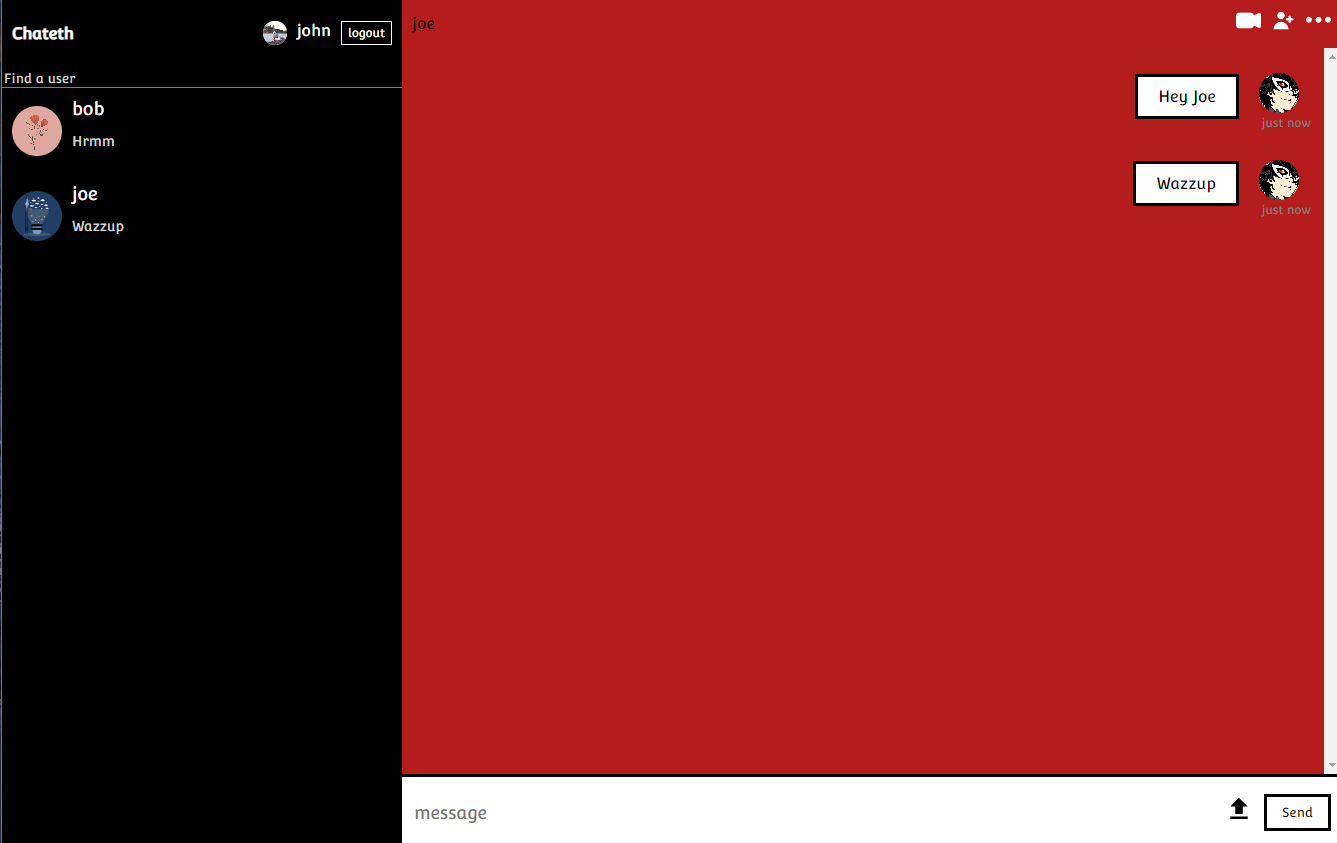 Chateth
john
logout
Find a user
bob
Hrmm
joe
Wazzup
joe
Hey Joe
just now
Wazzup
just now
message
Send